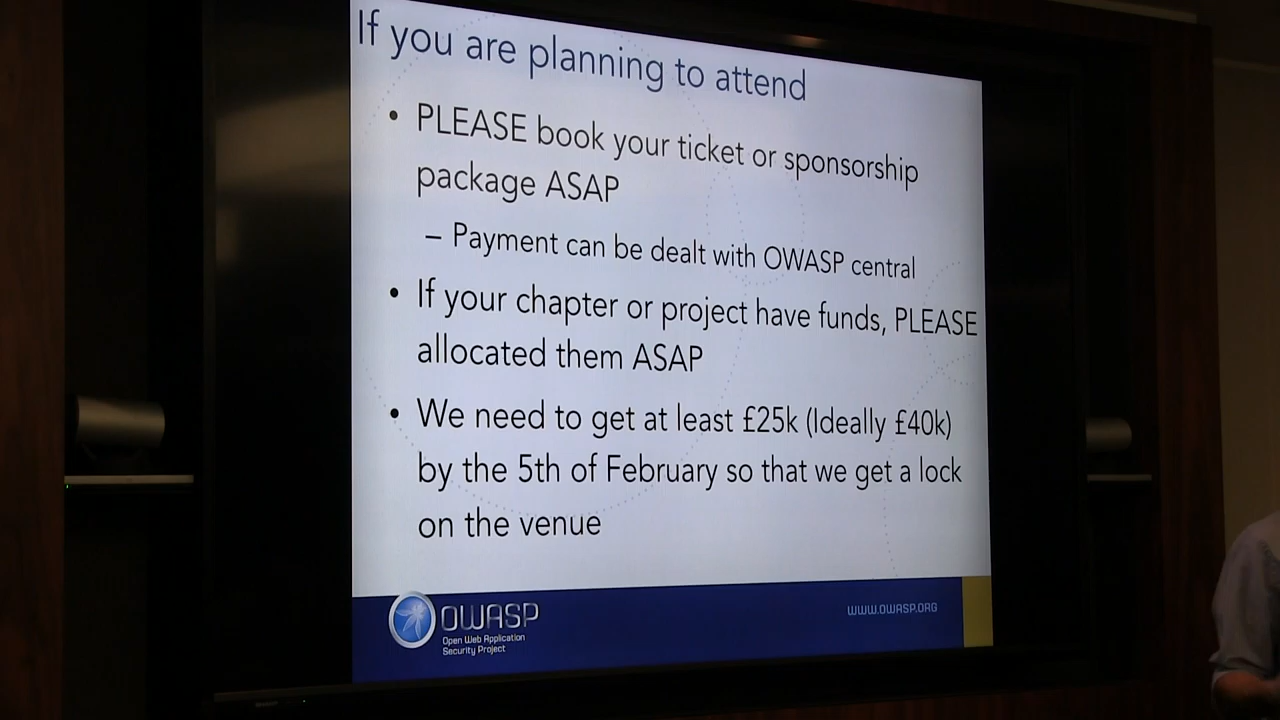 If you are planning to attend
• PLEASE book your ticket or sponsorship
package ASAP
– Payment can be dealt with OWASP central
• If your chapter or project have funds, PLEASE
allocated them ASAP
• We need to get at least £25k (Ideally £40k)
by the 5th of February so that we get a lock
on the venue
OWASP
Open Web Application
Security Project
WWW.OWASP.ORG